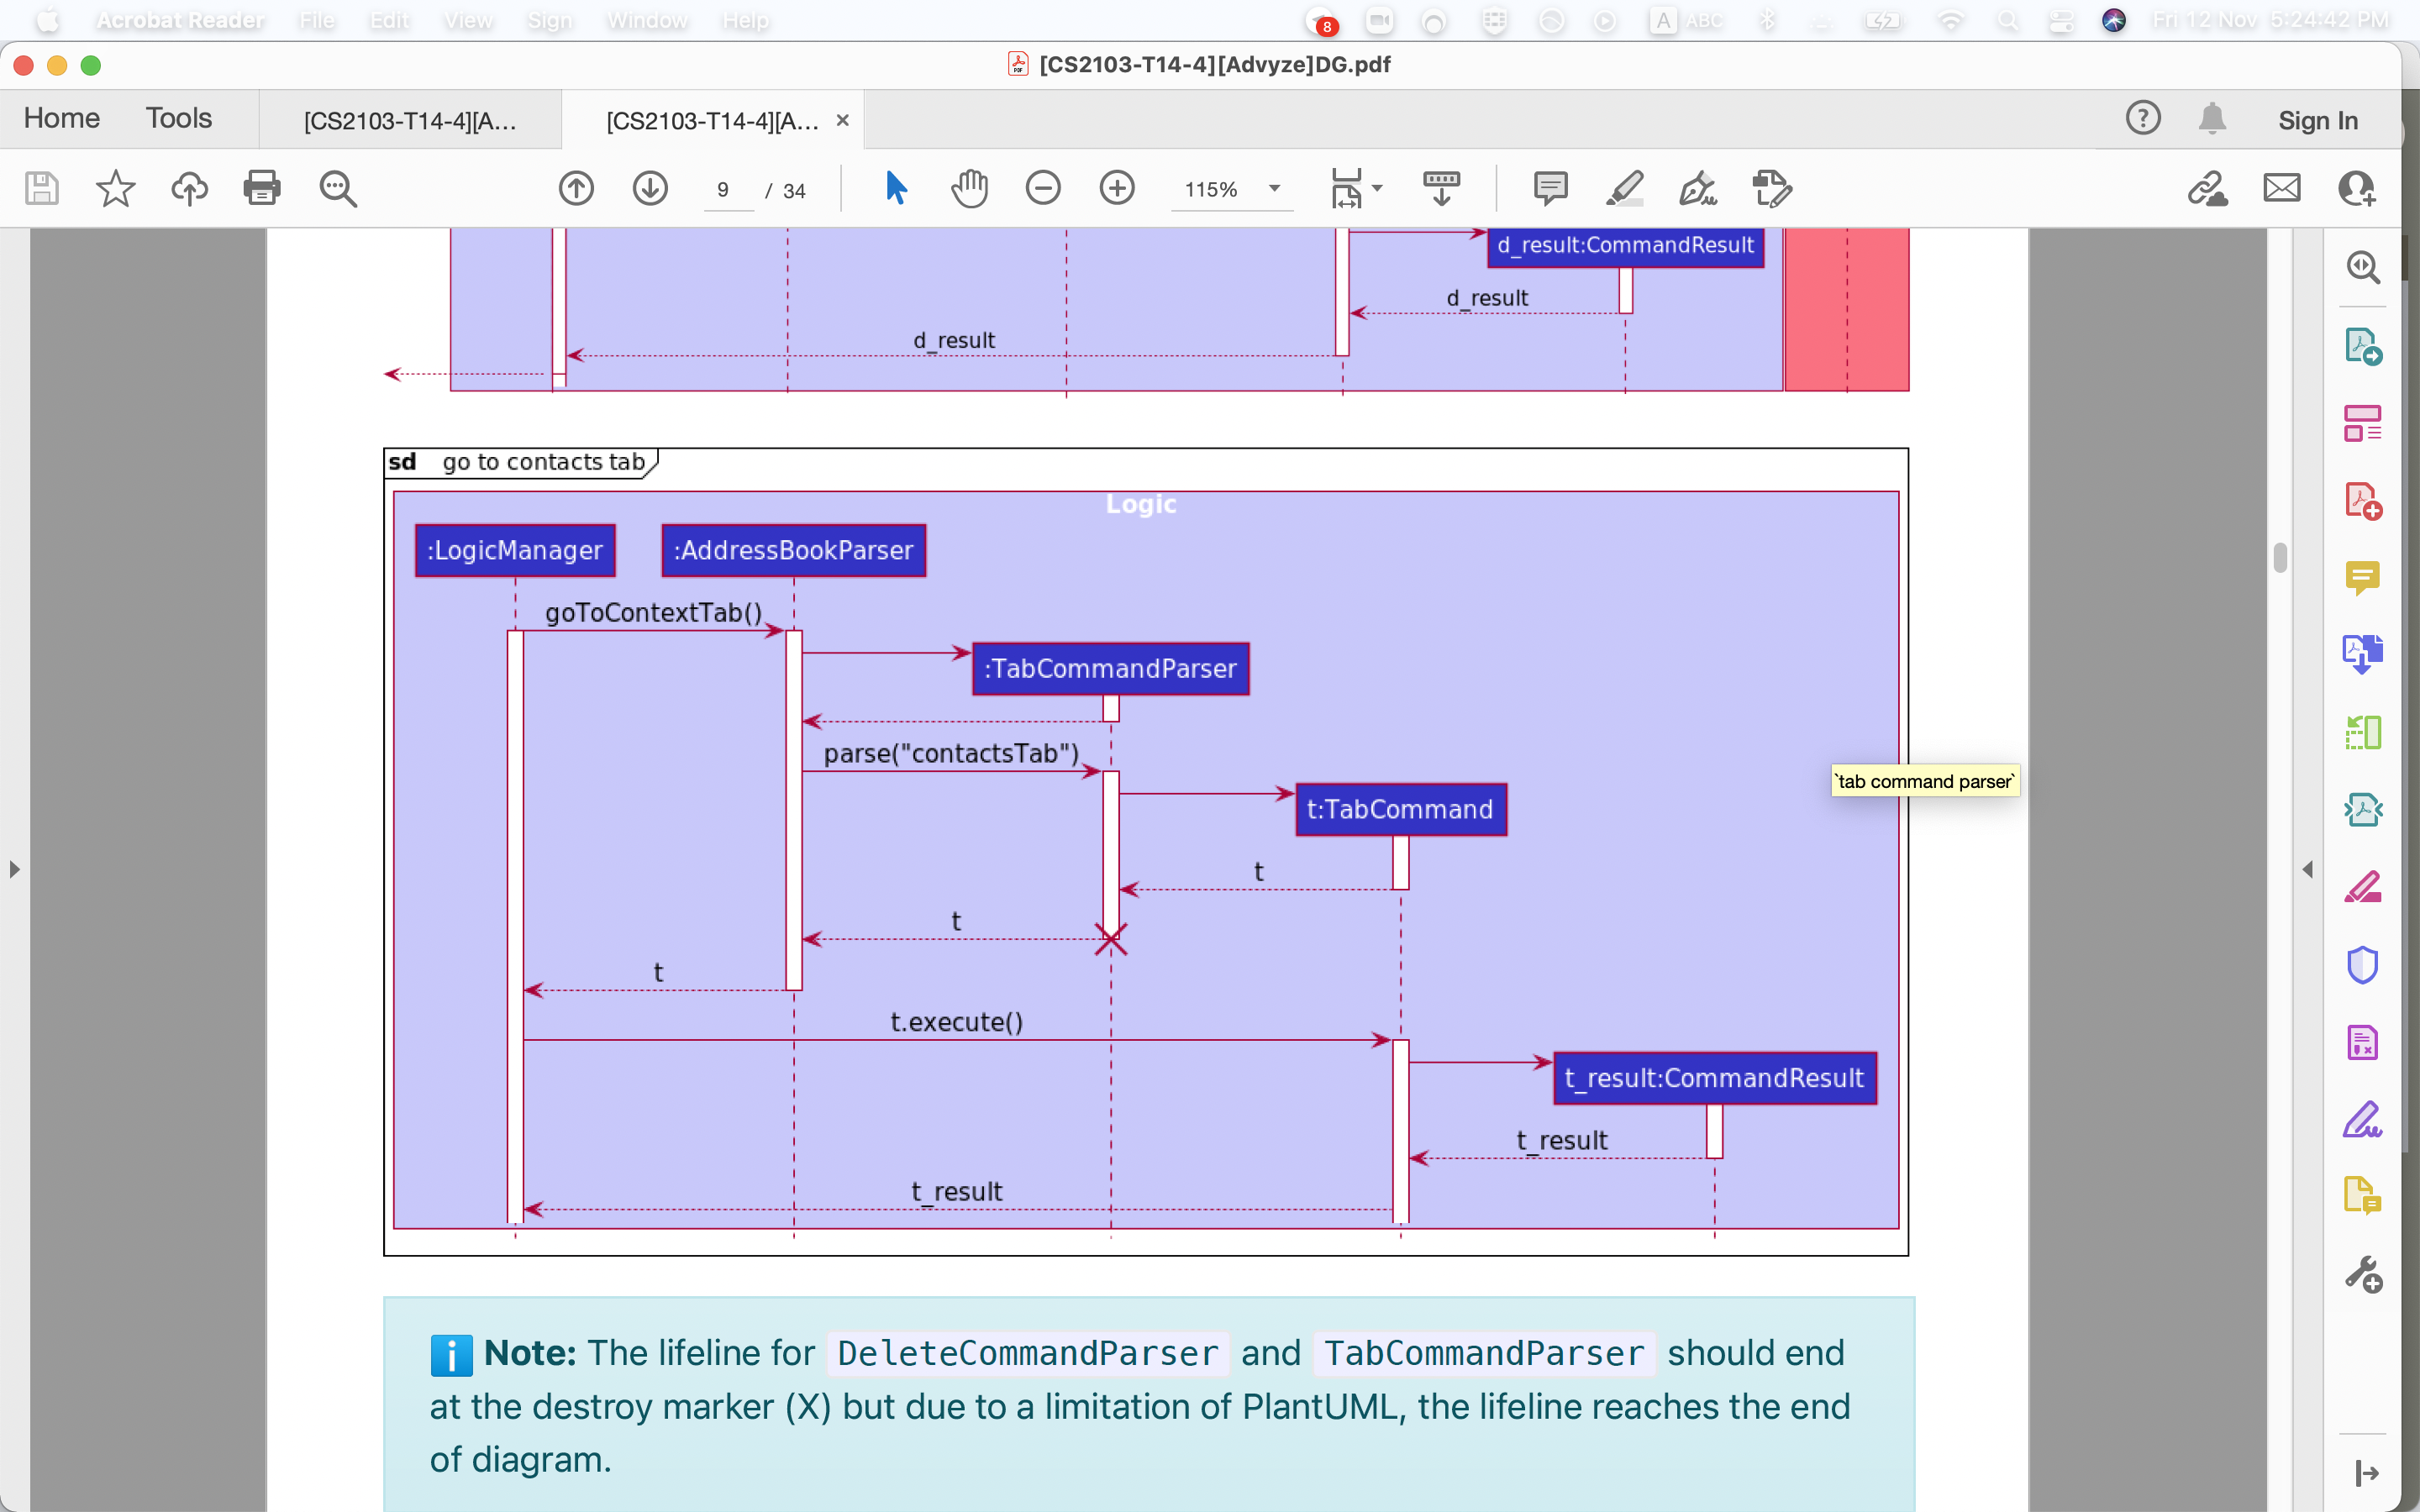 Acrobat Reader File Edit View Sign Window Help 8 A ABC Fri 12 Nov 5:24:42 PM
[CS2103-T14-4][Advyze]DG.pdf
Home Tools [CS2103-T14-4][A... [CS2103-T14-4][A... × ? Sign In
9 / 34 115%
d_result:CommandResult
d_result
d_result
sd go to contacts tab
Logic
:LogicManager :AddressBookParser
goToContextTab()
:TabCommandParser
parse("contactsTab")
`tab command parser`
t:TabCommand
t
t
t
t.execute()
t_result:CommandResult
t_result
t_result
i Note: The lifeline for DeleteCommandParser and TabCommandParser should end
at the destroy marker (X) but due to a limitation of PlantUML, the lifeline reaches the end
of diagram.